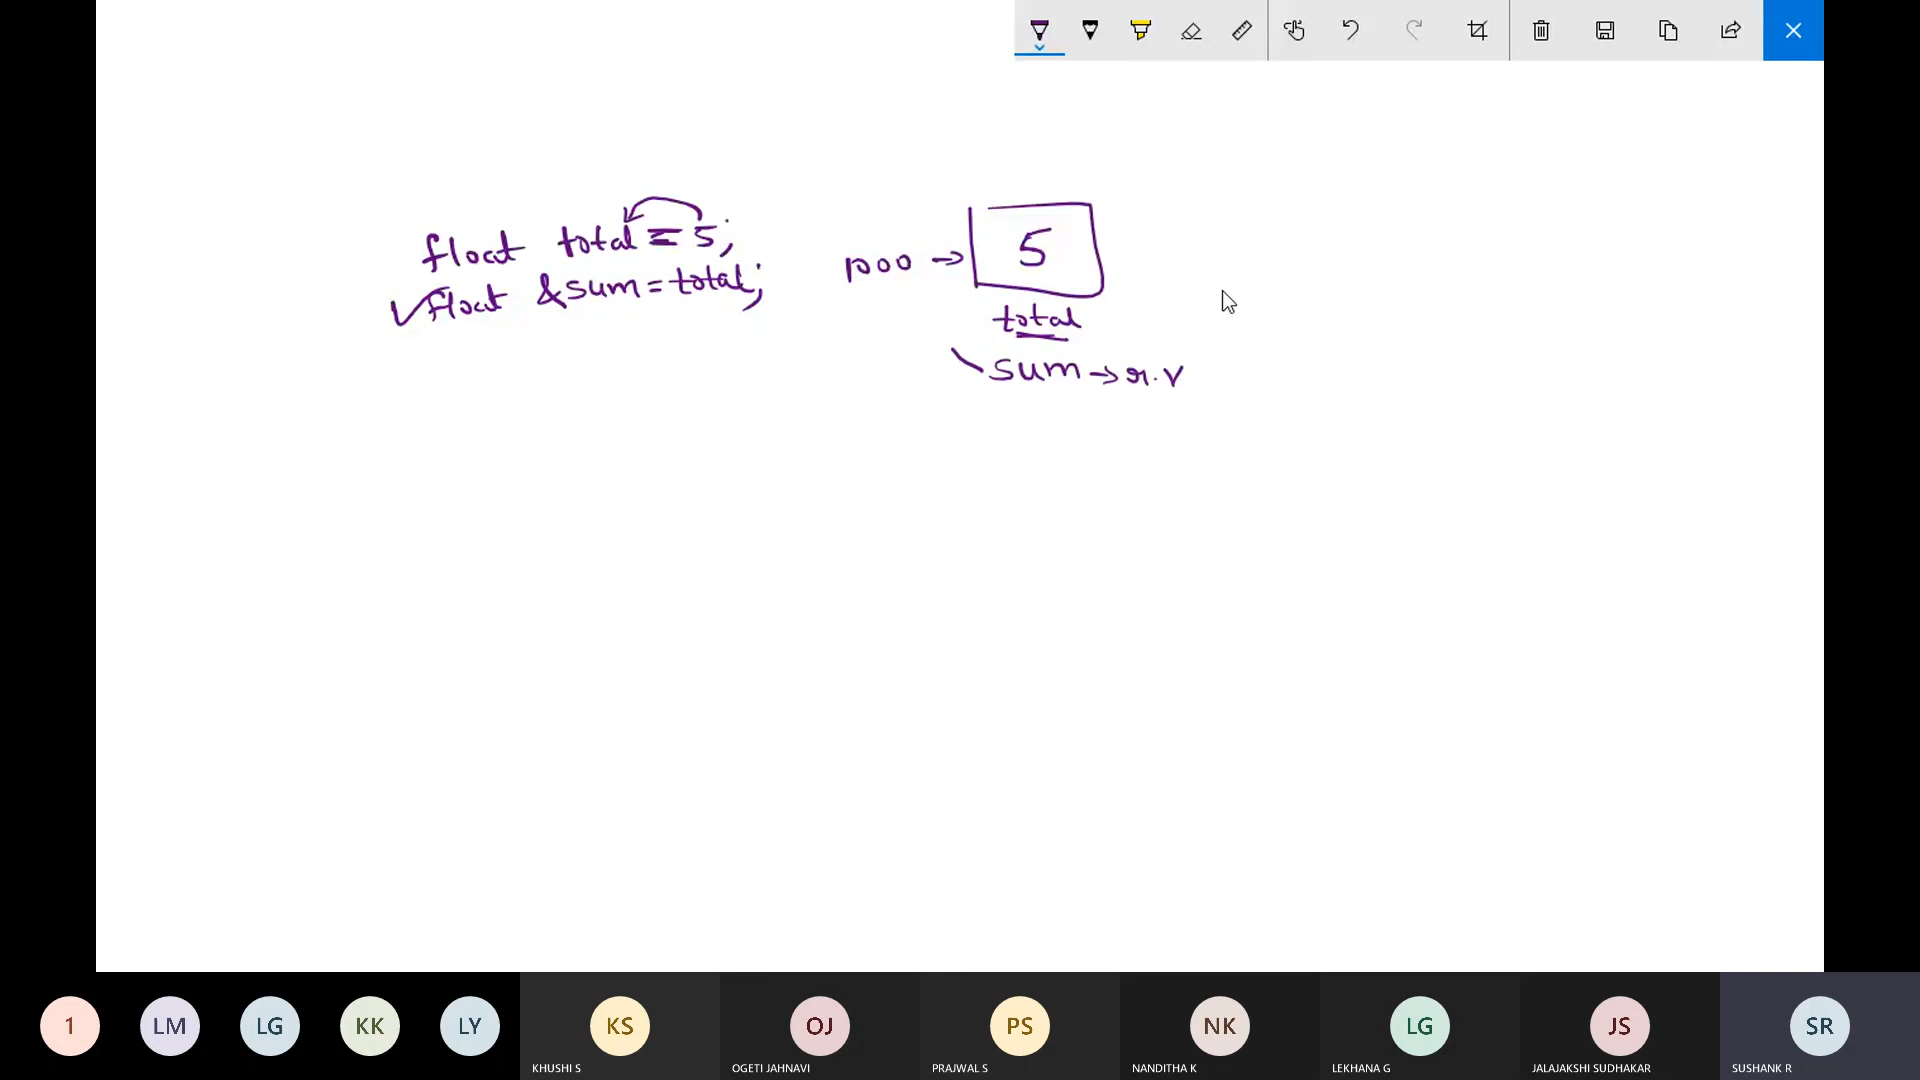 float total = 5;
float &sum = total;
1000 → 5
total
sum → r.v
1 LM LG KK LY KS OJ PS NK LG JS SR
KHUSHI S OGETI JAHNAVI PRAJWAL S NANDITHA K LEKHANA G JALAJAKSHI SUDHAKAR SUSHANK R